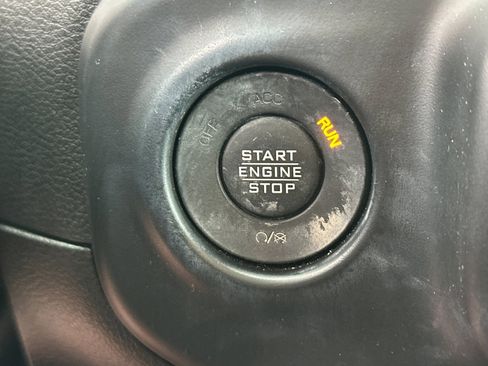 OFF
ACC
RUN
START
ENGINE
STOP